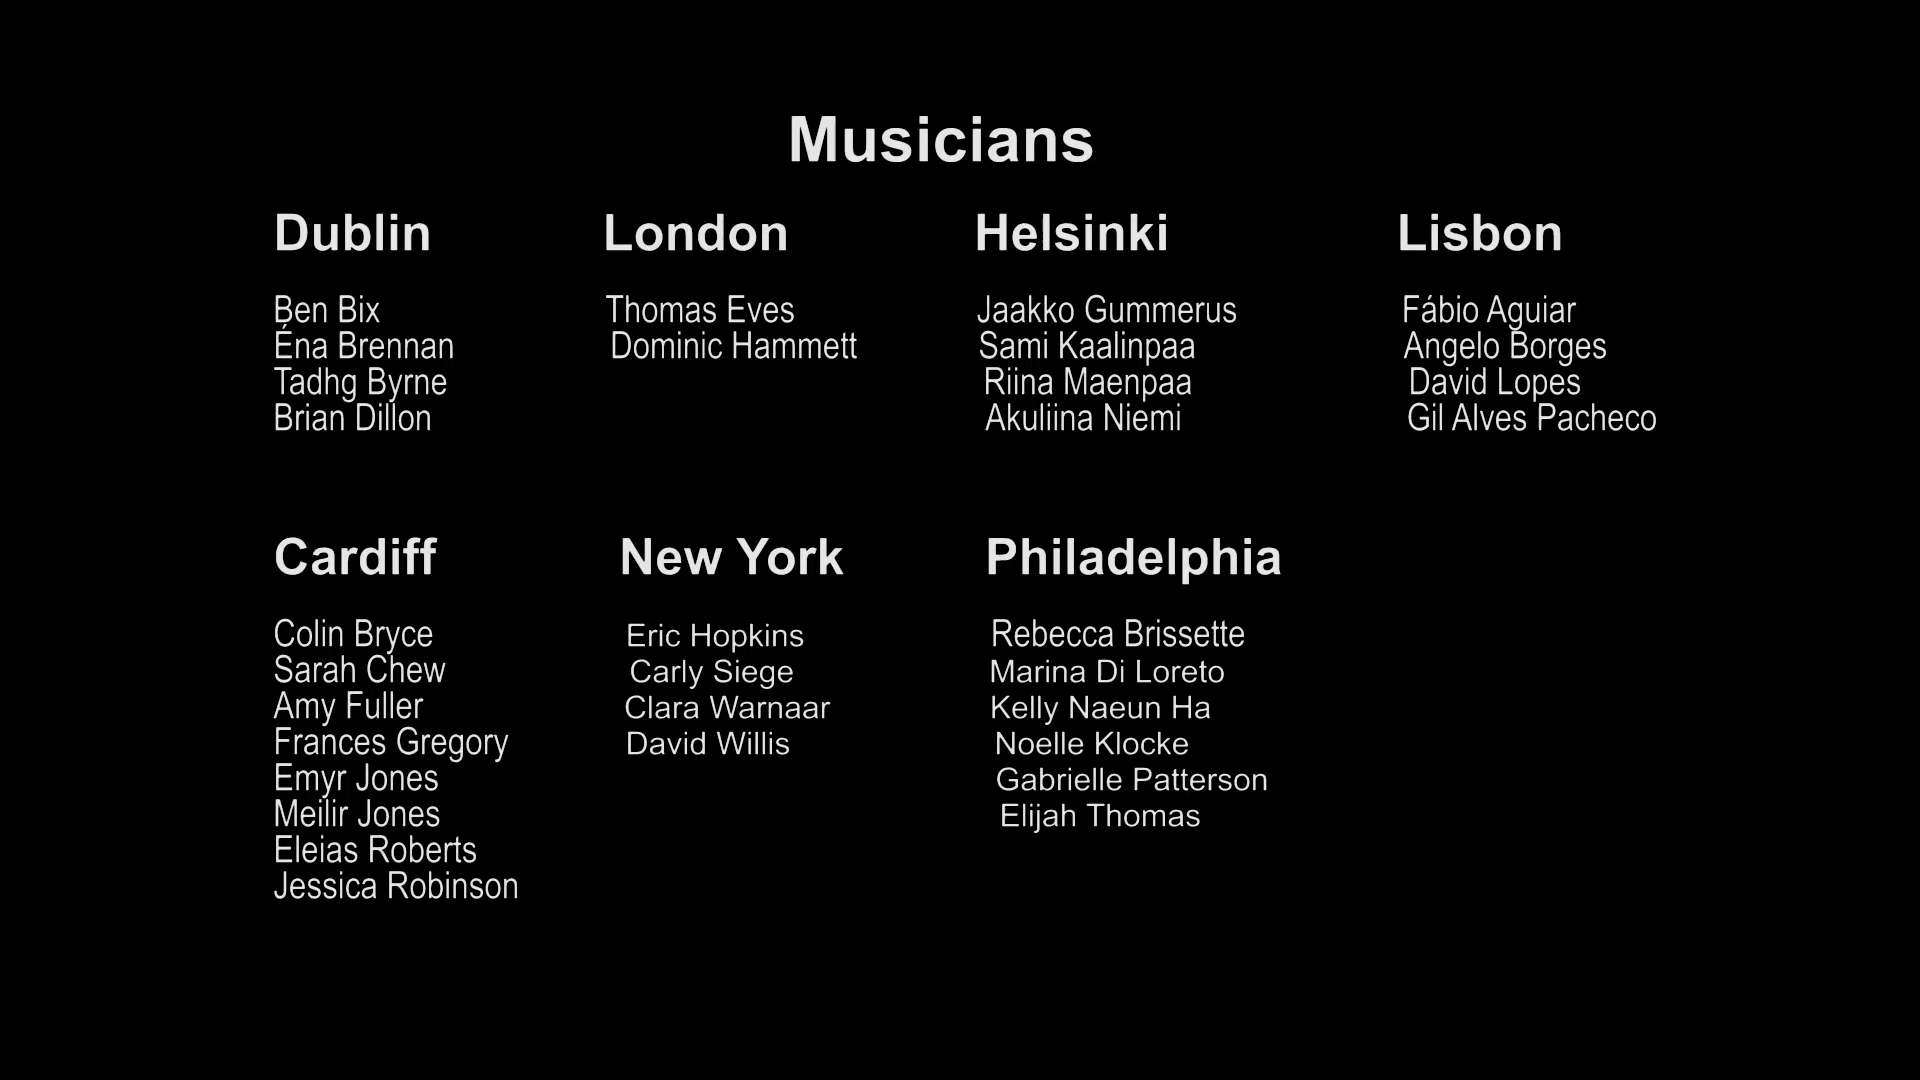 Musicians
Dublin
Ben Bix
Éna Brennan
Tadhg Byrne
Brian Dillon
London
Thomas Eves
Dominic Hammett
Helsinki
Jaakko Gummerus
Sami Kaalinpaa
Riina Maenpaa
Akuliina Niemi
Lisbon
Fábio Aguiar
Angelo Borges
David Lopes
Gil Alves Pacheco
Cardiff
Colin Bryce
Sarah Chew
Amy Fuller
Frances Gregory
Emyr Jones
Meilir Jones
Eleias Roberts
Jessica Robinson
New York
Eric Hopkins
Carly Siege
Clara Warnaar
David Willis
Philadelphia
Rebecca Brissette
Marina Di Loreto
Kelly Naeun Ha
Noelle Klocke
Gabrielle Patterson
Elijah Thomas